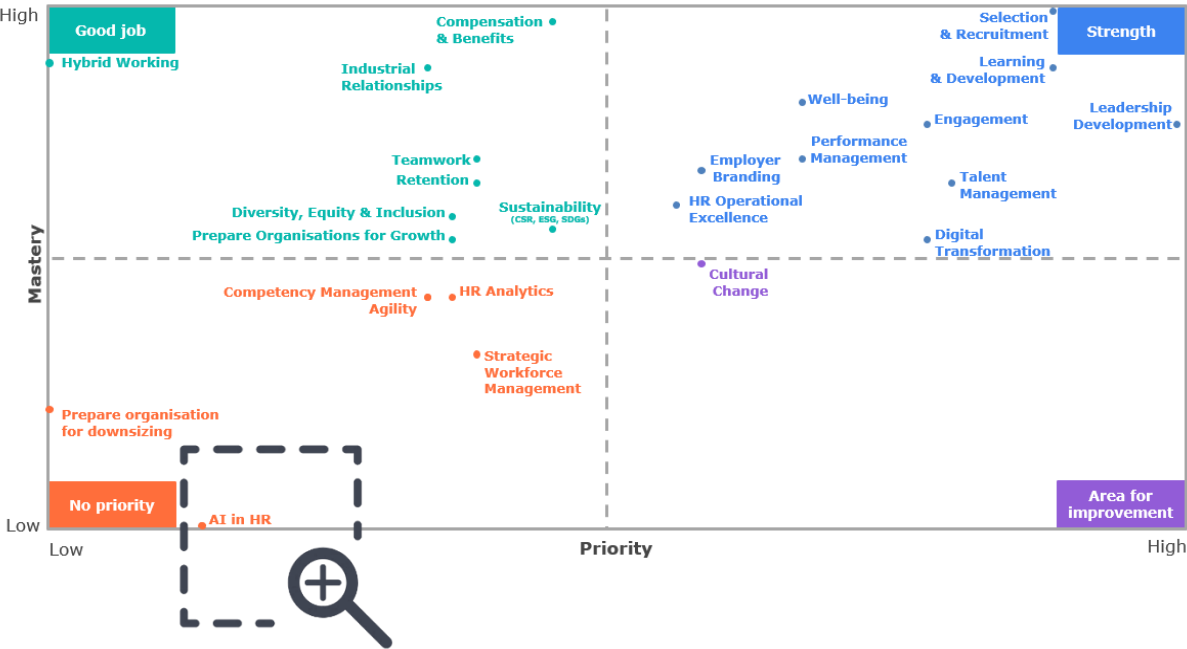 High
Good job
Compensation
& Benefits
Selection
& Recruitment
Strength
Hybrid Working
Industrial
Relationships
Learning
& Development
Well-being
Leadership
Development
Engagement
Performance
Management
Teamwork
Retention
Employer
Branding
Talent
Management
Diversity, Equity & Inclusion
Sustainability
(CSR, ESG, SDGs)
HR Operational
Excellence
Prepare Organisations for Growth
Digital
Transformation
Mastery
Cultural
Change
Competency Management
Agility
HR Analytics
Strategic
Workforce
Management
Prepare organisation
for downsizing
No priority
AI in HR
Area for
improvement
Low
Low
Priority
High